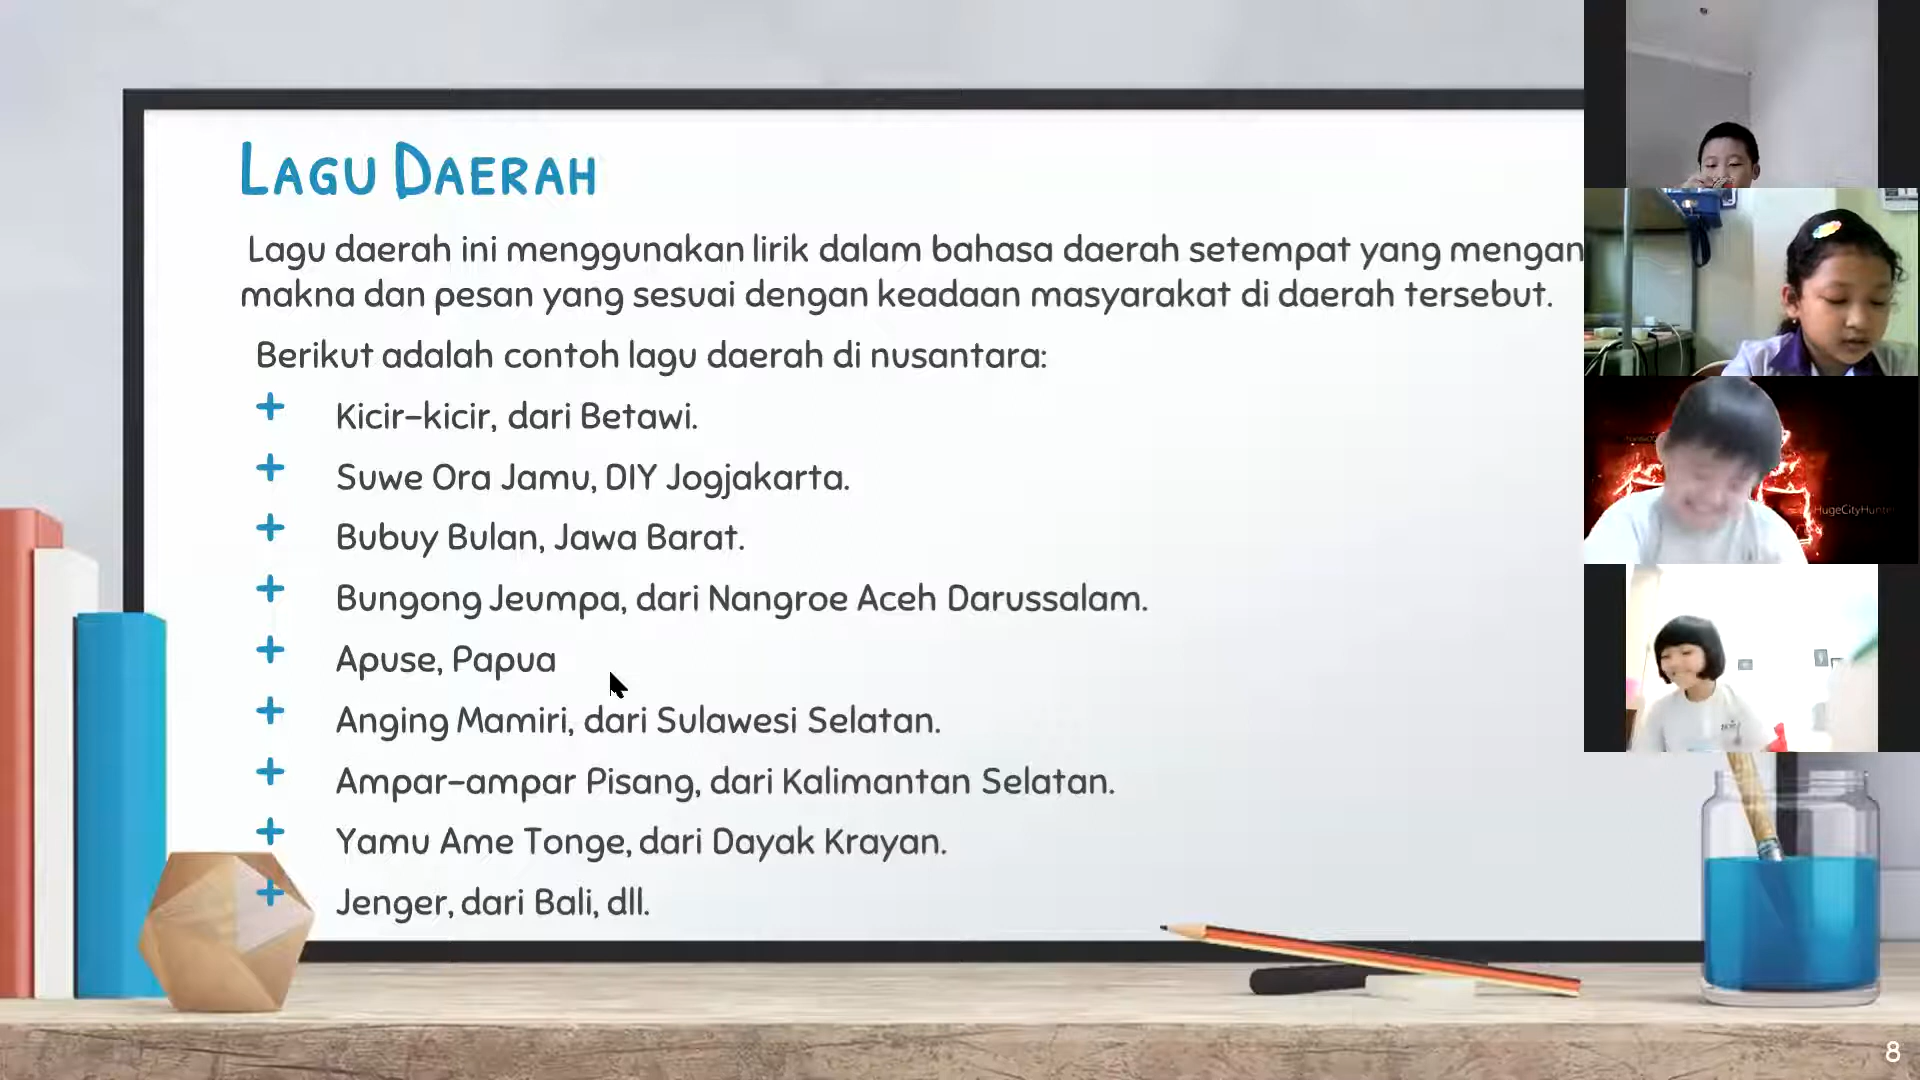 Lagu Daerah
Lagu daerah ini menggunakan lirik dalam bahasa daerah setempat yang mengan
makna dan pesan yang sesuai dengan keadaan masyarakat di daerah tersebut.
Berikut adalah contoh lagu daerah di nusantara:
+ Kicir-kicir, dari Betawi.
+ Suwe Ora Jamu, DIY Jogjakarta.
+ Bubuy Bulan, Jawa Barat.
+ Bungong Jeumpa, dari Nangroe Aceh Darussalam.
+ Apuse, Papua
+ Anging Mamiri, dari Sulawesi Selatan.
+ Ampar-ampar Pisang, dari Kalimantan Selatan.
+ Yamu Ame Tonge, dari Dayak Krayan.
+ Jenger, dari Bali, dll.
8